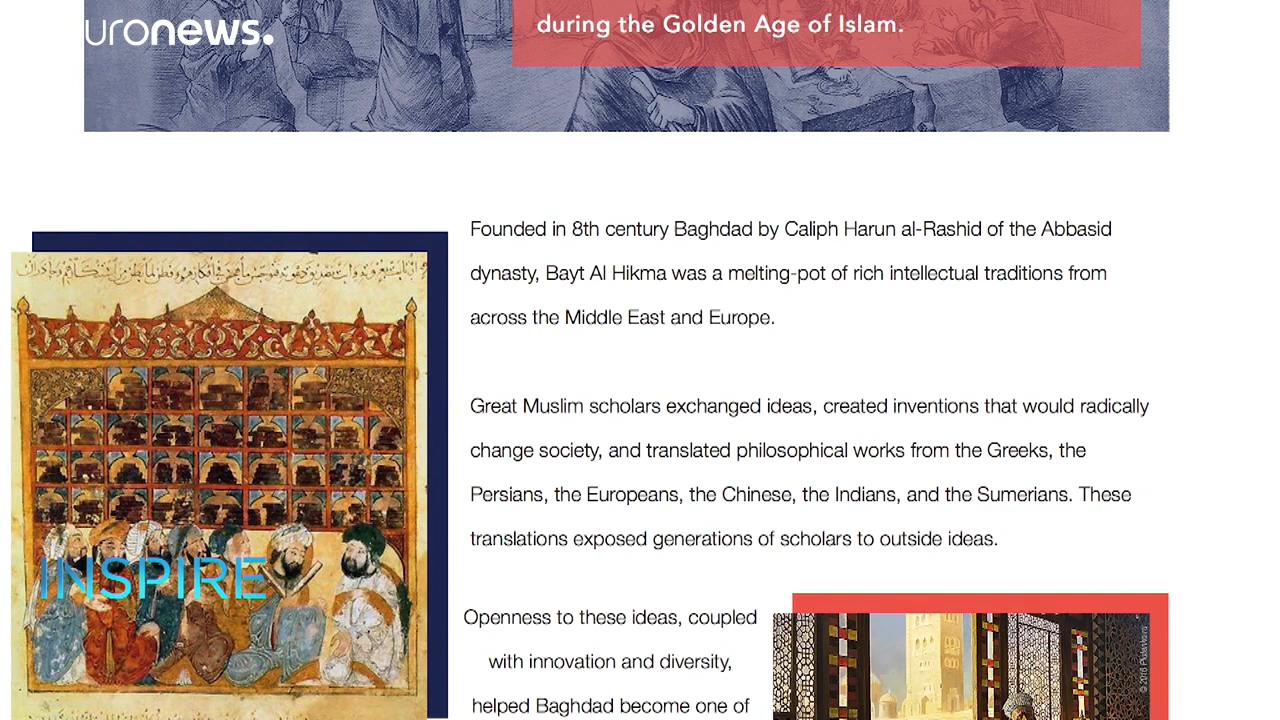 uronews.
during the Golden Age of Islam.
Founded in 8th century Baghdad by Caliph Harun al-Rashid of the Abbasid
dynasty, Bayt Al Hikma was a melting-pot of rich intellectual traditions from
across the Middle East and Europe.
Great Muslim scholars exchanged ideas, created inventions that would radically
change society, and translated philosophical works from the Greeks, the
Persians, the Europeans, the Chinese, the Indians, and the Sumerians. These
translations exposed generations of scholars to outside ideas.
INSPIRE
Openness to these ideas, coupled
with innovation and diversity,
helped Baghdad become one of